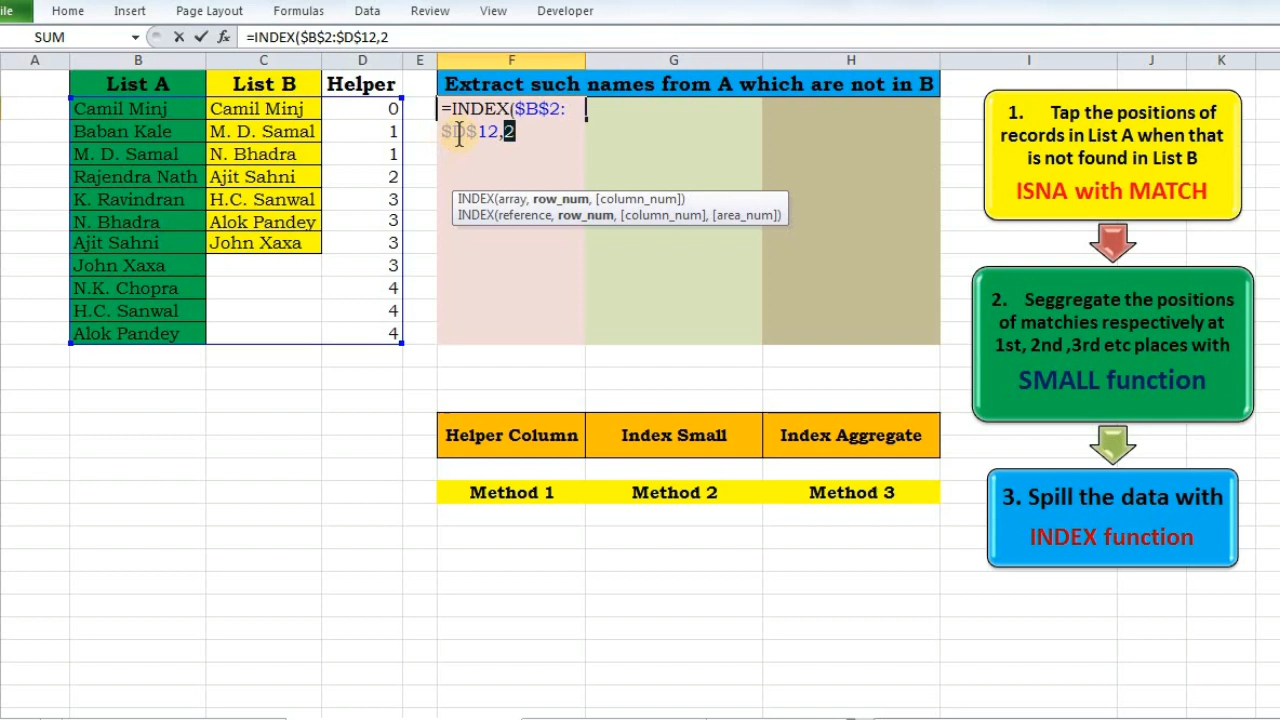 ile Home Insert Page Layout Formulas Data Review View Developer
SUM =INDEX($B$2:$D$12,2
A B C D E F G H I J K
List A List B Helper Extract such names from A which are not in B
Camil Minj Camil Minj 0 =INDEX($B$2:
Baban Kale M. D. Samal 1 $D$12,2
M. D. Samal N. Bhadra 1
Rajendra Nath Ajit Sahni 2
K. Ravindran H.C. Sanwal 3
N. Bhadra Alok Pandey 3
Ajit Sahni John Xaxa 3
John Xaxa 3
N.K. Chopra 4
H.C. Sanwal 4
Alok Pandey 4
INDEX(array, row_num, [column_num])
INDEX(reference, row_num, [column_num], [area_num])
Helper Column Index Small Index Aggregate
Method 1 Method 2 Method 3
1. Tap the positions of
records in List A when that
is not found in List B
ISNA with MATCH
2. Seggregate the positions
of matchies respectively at
1st, 2nd ,3rd etc places with
SMALL function
3. Spill the data with
INDEX function